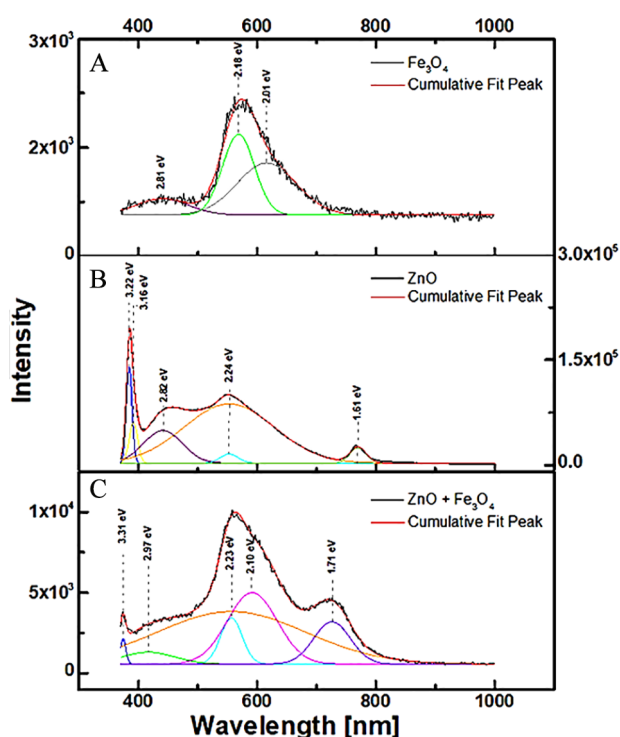 400 600 800 1000
3x10³
A
Fe₃O₄
Cumulative Fit Peak
2.18 eV
2.01 eV
2.81 eV
2x10³
1x10³
0
B
ZnO
Cumulative Fit Peak
3.22 eV
3.16 eV
2.82 eV
2.24 eV
1.61 eV
3.0x10⁵
1.5x10⁵
0.0
Intensity
C
ZnO + Fe₃O₄
Cumulative Fit Peak
3.31 eV
2.97 eV
2.23 eV
2.10 eV
1.71 eV
1x10⁴
5x10³
0
400 600 800 1000
Wavelength [nm]